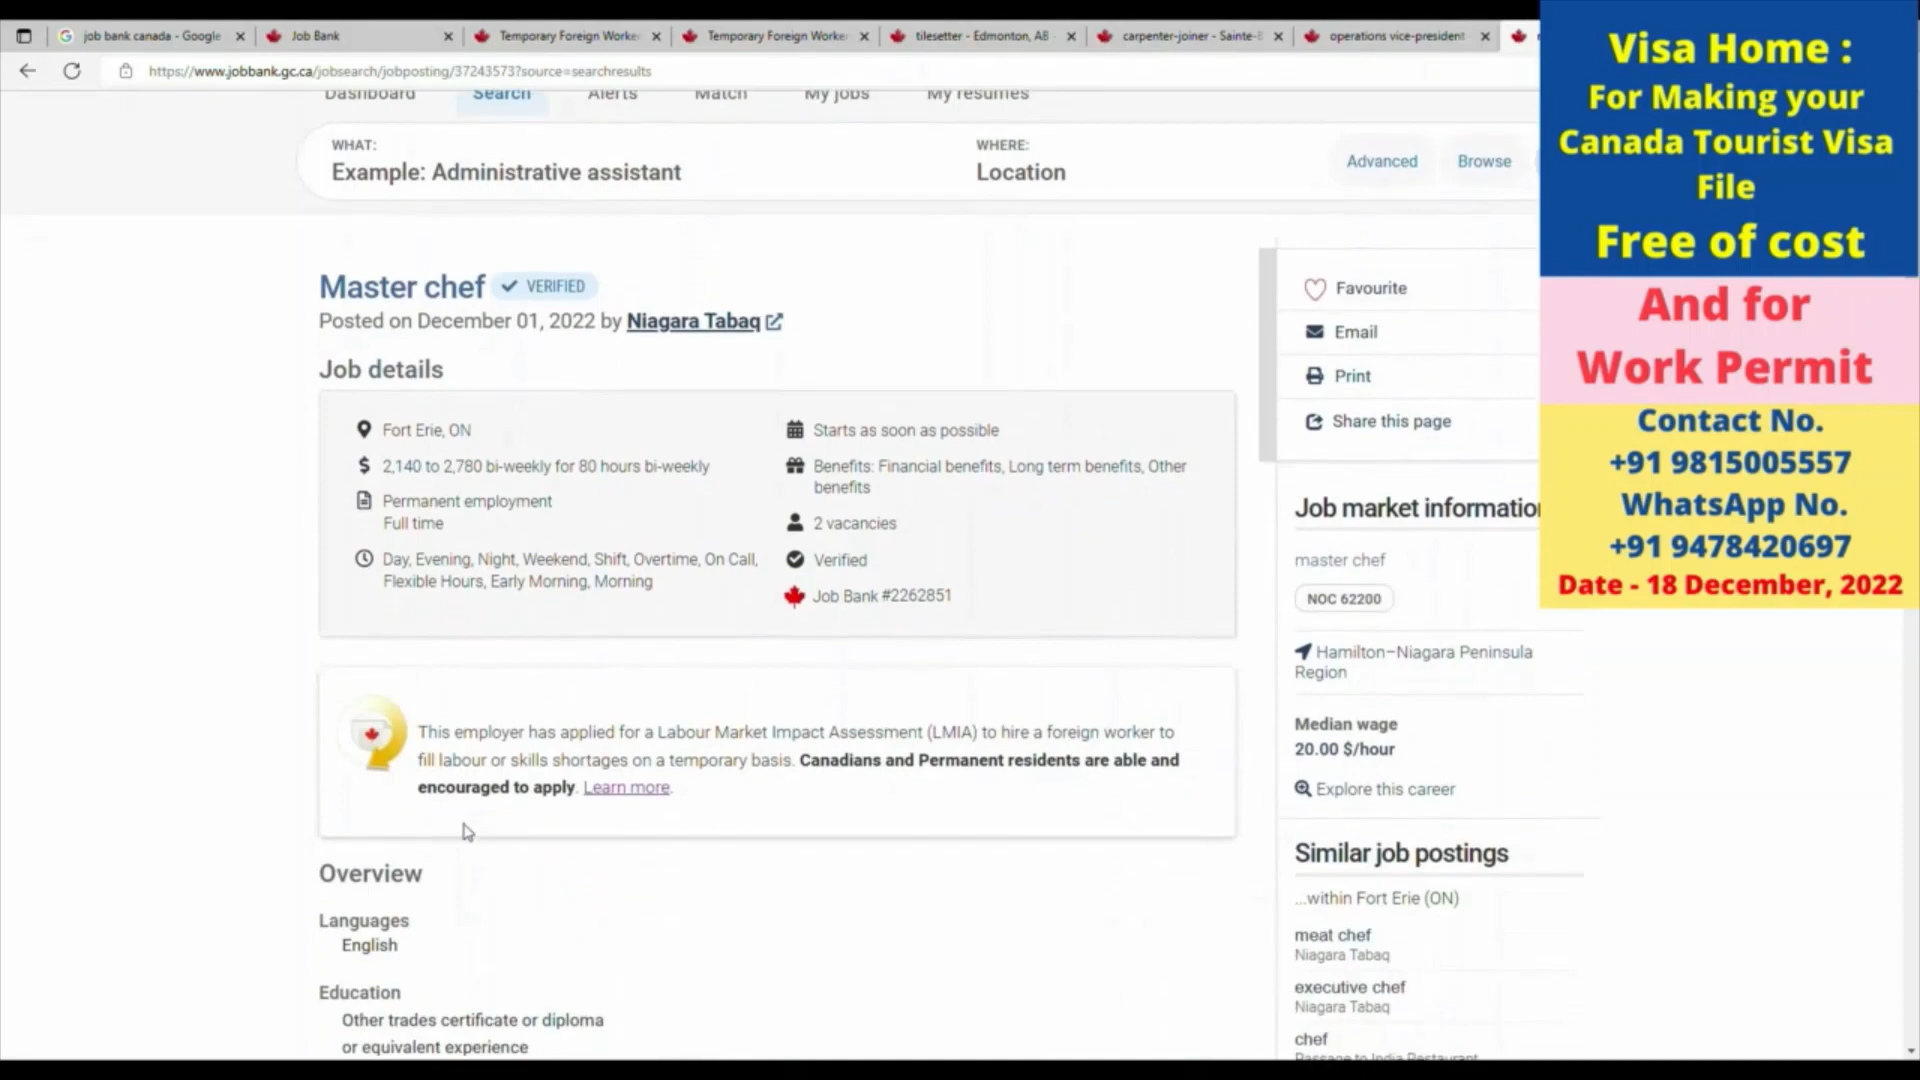 job bank canada - Google
Job Bank
Temporary Foreign Worke
Temporary Foreign Worke
tilesetter - Edmonton, AB -
carpenter-joiner - Sainte-
operations vice-president
https://www.jobbank.gc.ca/jobsearch/jobposting/37243573?source=searchresults
Dashboard Search Alerts Match My jobs My resumes
WHAT:
Example: Administrative assistant
WHERE:
Location
Advanced Browse
Master chef VERIFIED
Posted on December 01, 2022 by Niagara Tabaq
Job details
Fort Erie, ON
$ 2,140 to 2,780 bi-weekly for 80 hours bi-weekly
Permanent employment
Full time
Day, Evening, Night, Weekend, Shift, Overtime, On Call,
Flexible Hours, Early Morning, Morning
Starts as soon as possible
Benefits: Financial benefits, Long term benefits, Other
benefits
2 vacancies
Verified
Job Bank #2262851
This employer has applied for a Labour Market Impact Assessment (LMIA) to hire a foreign worker to
fill labour or skills shortages on a temporary basis. Canadians and Permanent residents are able and
encouraged to apply. Learn more.
Overview
Languages
English
Education
Other trades certificate or diploma
or equivalent experience
Favourite
Email
Print
Share this page
Job market information
master chef
NOC 62200
Hamilton–Niagara Peninsula
Region
Median wage
20.00 $/hour
Explore this career
Similar job postings
...within Fort Erie (ON)
meat chef
Niagara Tabaq
executive chef
Niagara Tabaq
chef
Passage to India Restaurant
Visa Home :
For Making your
Canada Tourist Visa
File
Free of cost
And for
Work Permit
Contact No.
+91 9815005557
WhatsApp No.
+91 9478420697
Date - 18 December, 2022